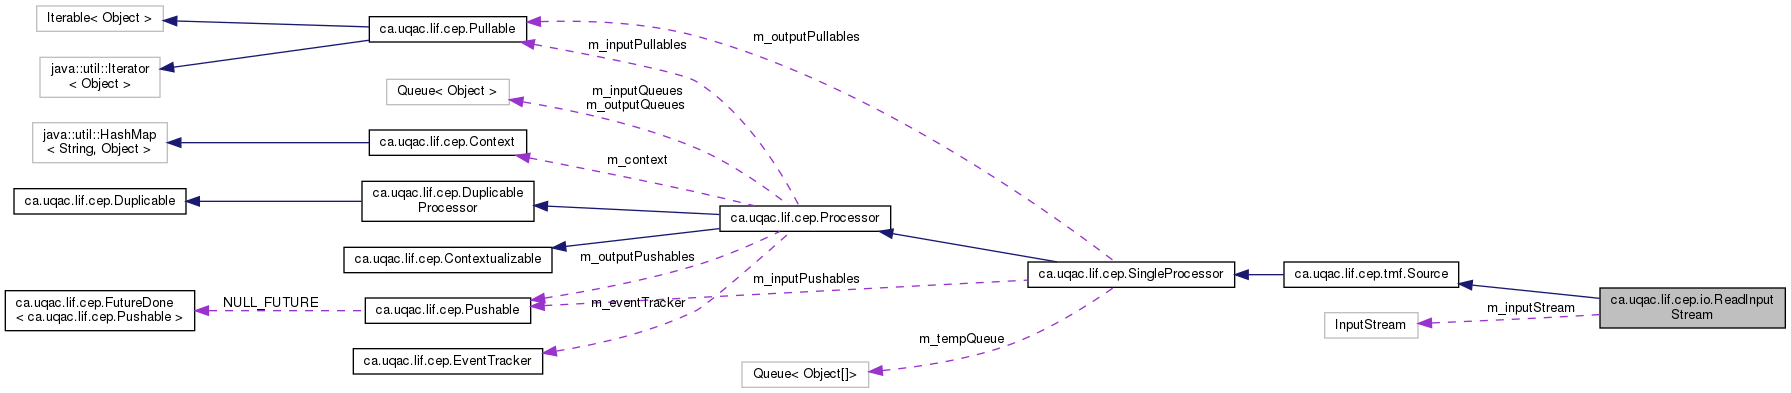 Iterable< Object >
ca.uqac.lif.cep.Pullable
m_outputPullables
m_inputPullables
java::util::Iterator
< Object >
Queue< Object >
m_inputQueues
m_outputQueues
java::util::HashMap
< String, Object >
ca.uqac.lif.cep.Context
m_context
ca.uqac.lif.cep.Duplicable
ca.uqac.lif.cep.Duplicable
Processor
ca.uqac.lif.cep.Processor
ca.uqac.lif.cep.Contextualizable
m_outputPushables
m_inputPushables
ca.uqac.lif.cep.SingleProcessor
ca.uqac.lif.cep.tmf.Source
ca.uqac.lif.cep.io.ReadInput
Stream
ca.uqac.lif.cep.FutureDone
< ca.uqac.lif.cep.Pushable >
NULL_FUTURE
ca.uqac.lif.cep.Pushable
m_eventTracker
m_inputStream
InputStream
m_tempQueue
ca.uqac.lif.cep.EventTracker
Queue< Object[]>